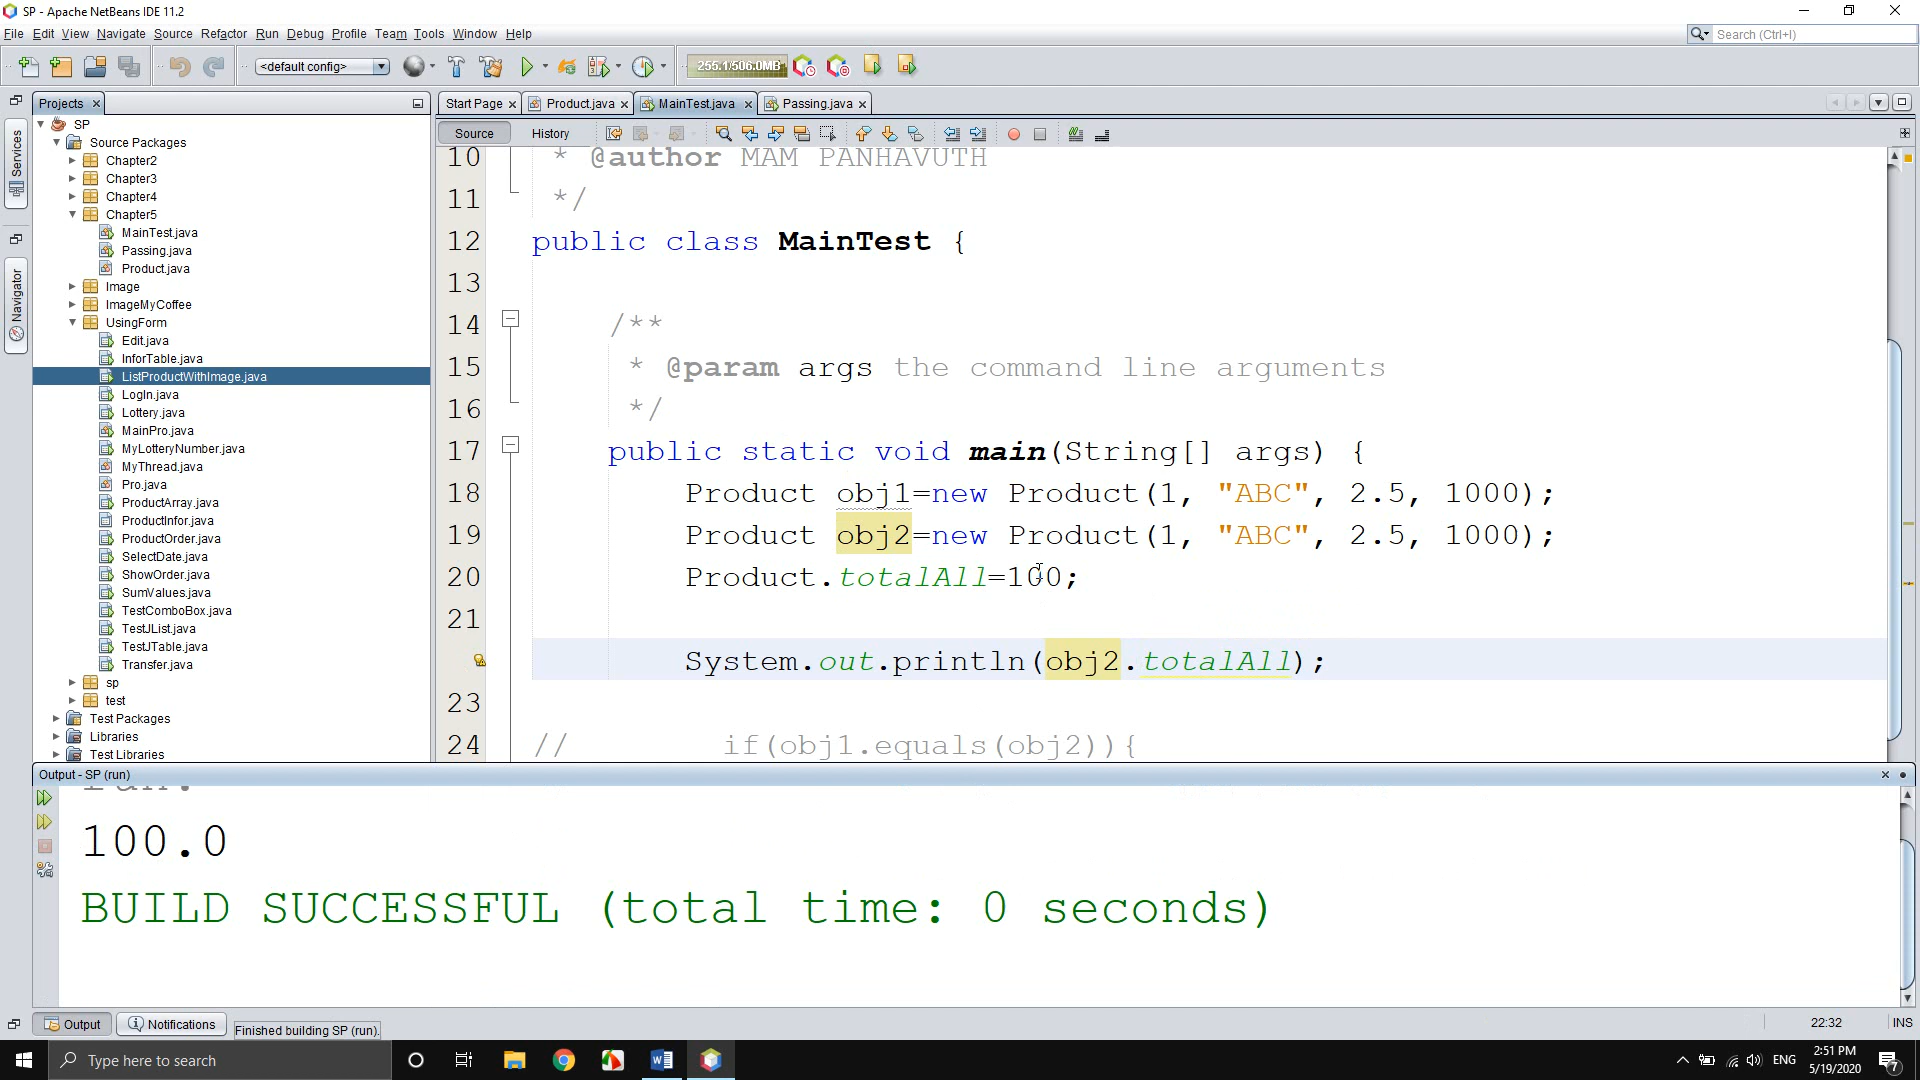 SP - Apache NetBeans IDE 11.2
File Edit View Navigate Source Refactor Run Debug Profile Team Tools Window Help
Search (Ctrl+I)
<default config>
255.1/506.0MB
Projects
Start Page
Product.java
MainTest.java
Passing.java
Source
History
Services
Navigator
SP
Source Packages
Chapter2
Chapter3
Chapter4
Chapter5
MainTest.java
Passing.java
Product.java
Image
ImageMyCoffee
UsingForm
Edit.java
InforTable.java
ListProductWithImage.java
LogIn.java
Lottery.java
MainPro.java
MyLotteryNumber.java
MyThread.java
Pro.java
ProductArray.java
ProductInfor.java
ProductOrder.java
SelectDate.java
ShowOrder.java
SumValues.java
TestComboBox.java
TestJList.java
TestJTable.java
Transfer.java
sp
test
Test Packages
Libraries
Test Libraries
10 * @author MAM PANHAVUTH
11 */
12 public class MainTest {
13
14 /**
15 * @param args the command line arguments
16 */
17 public static void main(String[] args) {
18 Product obj1=new Product(1, "ABC", 2.5, 1000);
19 Product obj2=new Product(1, "ABC", 2.5, 1000);
20 Product.totalAll=100;
21
System.out.println(obj2.totalAll);
23
24 // if(obj1.equals(obj2)){
Output - SP (run)
run:
100.0
BUILD SUCCESSFUL (total time: 0 seconds)
Output
Notifications
Finished building SP (run).
22:32
INS
Type here to search
ENG
2:51 PM
5/19/2020
7